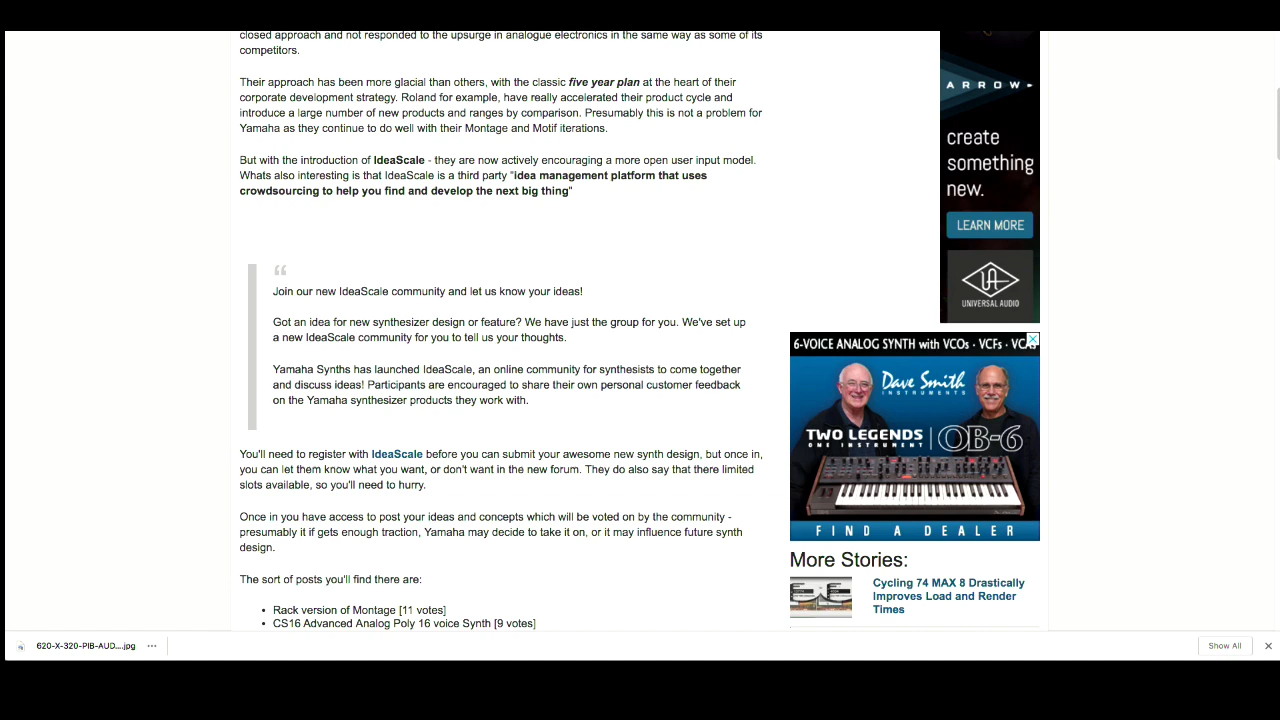 closed approach and not responded to the upsurge in analogue electronics in the same way as some of its
competitors.
Their approach has been more glacial than others, with the classic five year plan at the heart of their
corporate development strategy. Roland for example, have really accelerated their product cycle and
introduce a large number of new products and ranges by comparison. Presumably this is not a problem for
Yamaha as they continue to do well with their Montage and Motif iterations.
But with the introduction of IdeaScale - they are now actively encouraging a more open user input model.
Whats also interesting is that IdeaScale is a third party "idea management platform that uses
crowdsourcing to help you find and develop the next big thing"
“
Join our new IdeaScale community and let us know your ideas!
Got an idea for new synthesizer design or feature? We have just the group for you. We've set up
a new IdeaScale community for you to tell us your thoughts.
Yamaha Synths has launched IdeaScale, an online community for synthesists to come together
and discuss ideas! Participants are encouraged to share their own personal customer feedback
on the Yamaha synthesizer products they work with.
You'll need to register with IdeaScale before you can submit your awesome new synth design, but once in,
you can let them know what you want, or don't want in the new forum. They do also say that there limited
slots available, so you'll need to hurry.
Once in you have access to post your ideas and concepts which will be voted on by the community -
presumably it if gets enough traction, Yamaha may decide to take it on, or it may influence future synth
design.
The sort of posts you'll find there are:
• Rack version of Montage [11 votes]
• CS16 Advanced Analog Poly 16 voice Synth [9 votes]
ARROW
create
something
new.
LEARN MORE
UA
UNIVERSAL AUDIO
6-VOICE ANALOG SYNTH with VCOs · VCFs · VCAs
Dave Smith
INSTRUMENTS
TWO LEGENDS
ONE INSTRUMENT
OB-6
FIND A DEALER
More Stories:
Cycling 74 MAX 8 Drastically
Improves Load and Render
Times
620-X-320-PIB-AUD....jpg
Show All